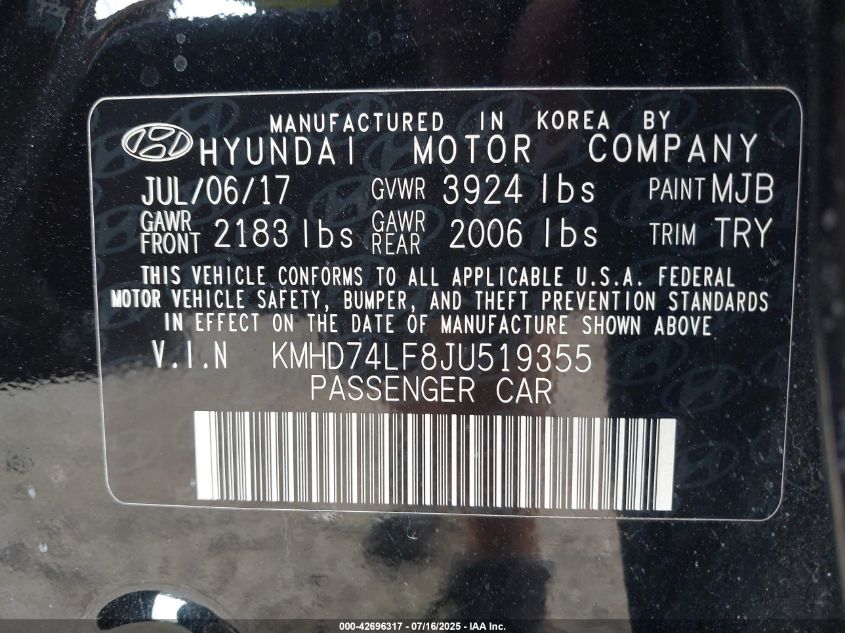 MANUFACTURED IN KOREA BY
HYUNDAI MOTOR COMPANY
JUL/06/17 GVWR 3924 lbs PAINT MJB
GAWR FRONT 2183 lbs GAWR REAR 2006 lbs TRIM TRY
THIS VEHICLE CONFORMS TO ALL APPLICABLE U.S.A. FEDERAL
MOTOR VEHICLE SAFETY, BUMPER, AND THEFT PREVENTION STANDARDS
IN EFFECT ON THE DATE OF MANUFACTURE SHOWN ABOVE
V.I.N KMHD74LF8JU519355
PASSENGER CAR
000-42696317 - 07/16/2025 - IAA Inc.